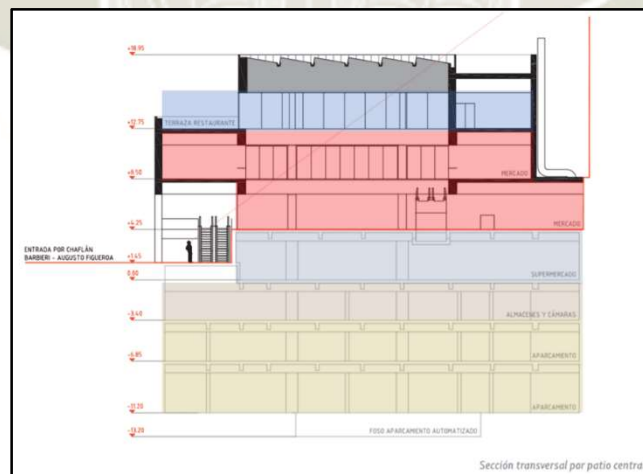 +18.95
TERRAZA RESTAURANTE
+12.75
MERCADO
+8.50
MERCADO
+4.25
ENTRADA POR CHAFLÁN
BARBIERI - AUGUSTO FIGUEROA
+1.45
0.00
SUPERMERCADO
ALMACENES Y CÁMARAS
-3.40
APARCAMENTO
-6.85
APARCAMENTO
-11.20
FOSO APARCAMIENTO AUTOMATIZADO
-13.20
Sección transversal por patio centra